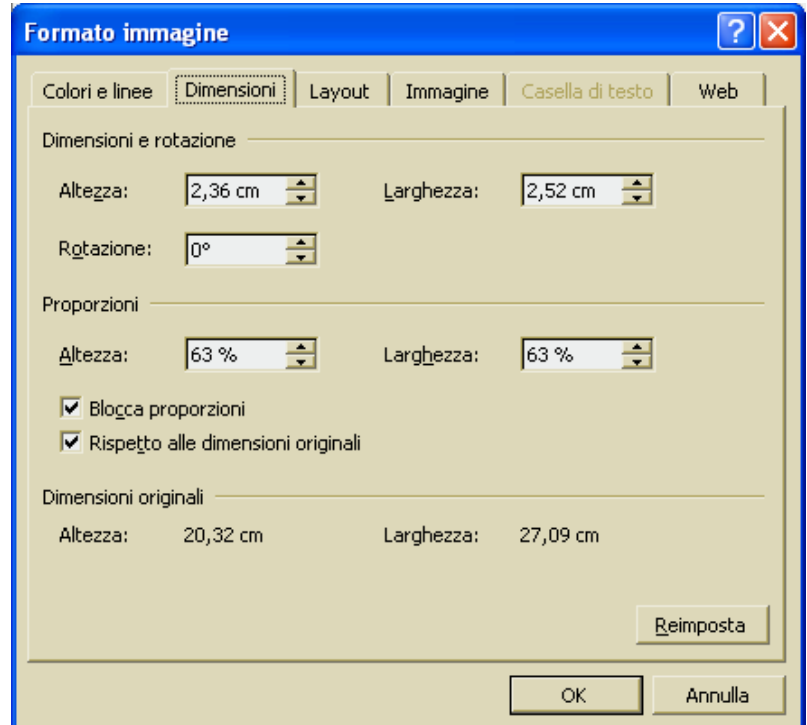 Formato immagine
Colori e linee Dimensioni Layout Immagine Casella di testo Web
Dimensioni e rotazione
Altezza: 2,36 cm Larghezza: 2,52 cm
Rotazione: 0°
Proporzioni
Altezza: 63 % Larghezza: 63 %
Blocca proporzioni
Rispetto alle dimensioni originali
Dimensioni originali
Altezza: 20,32 cm Larghezza: 27,09 cm
Reimposta
OK Annulla